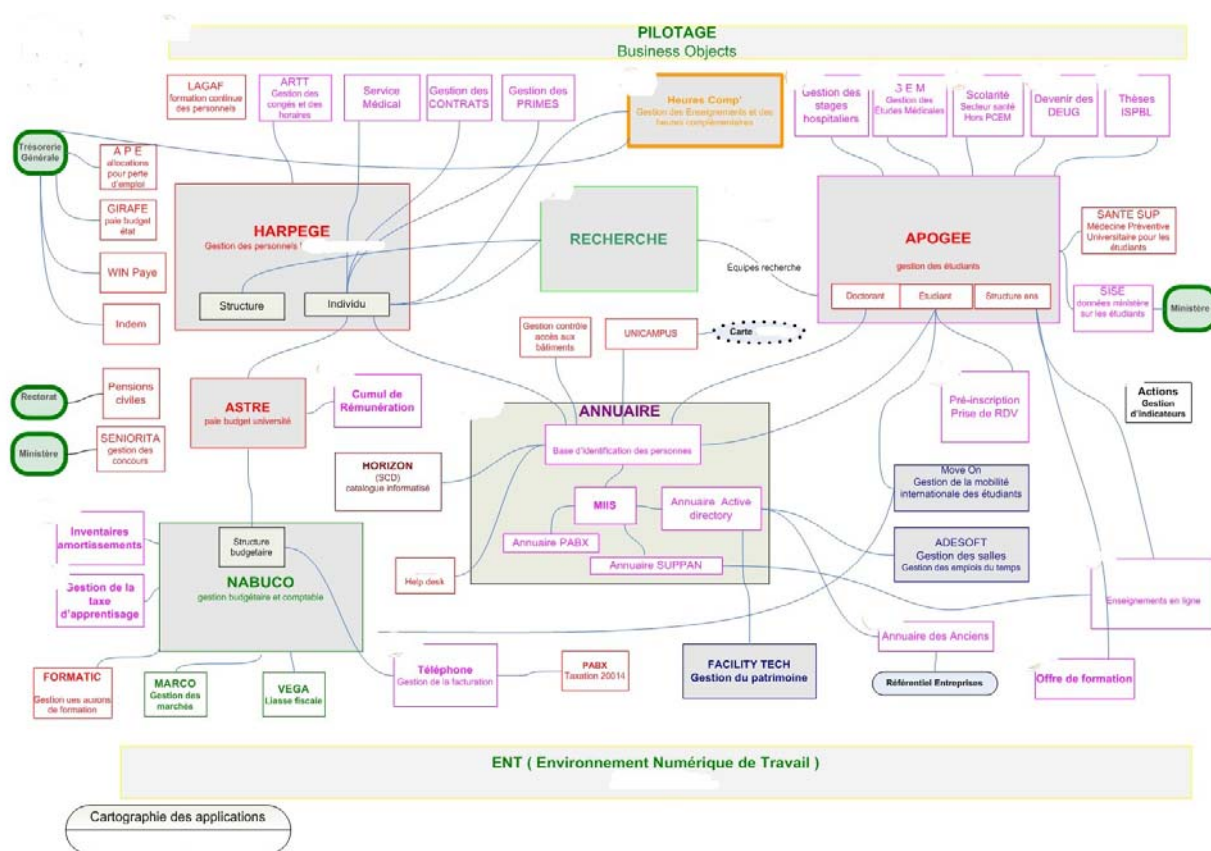 PILOTAGE
Business Objects
LAGAF
formation continue
des personnels
ARTT
Gestion des
congés et des
horaires
Service
Médical
Gestion des
CONTRATS
Gestion des
PRIMES
Heures Comp'
Gestion des Enseignements et des
heures complémentaires
Gestion des
stages
hospitaliers
G E M
Gestion des
Études Médicales
Scolarité
Secteur santé
Hors PCEM
Devenir des
DEUG
Thèses
ISPBL
Trésorerie
Générale
A P E
allocations
pour perte
d'emploi
GIRAFE
paie budget
état
WIN Paye
Indem
HARPEGE
Gestion des personnels
Structure
Individu
RECHERCHE
Equipes recherche
APOGEE
gestion des étudiants
Doctorant
Étudiant
Structure ens
SANTE SUP
Médecine Préventive
Universitaire pour les
étudiants
SISE
données ministère
sur les étudiants
Ministère
Gestion contrôle
accès aux
bâtiments
UNICAMPUS
Carte
Rectorat
Pensions
civiles
Ministère
SENIORITA
gestion des
concours
ASTRE
paie budget université
Cumul de
Rémunération
ANNUAIRE
Base d'identification des personnes
MIIS
Annuaire Active
directory
Annuaire PABX
Annuaire SUPPAN
HORIZON
(SCD)
catalogue informatisé
Help desk
Pré-inscription
Prise de RDV
Actions
Gestion
d'indicateurs
Move On
Gestion de la mobilité
internationale des étudiants
ADESOFT
Gestion des salles
Gestion des emplois du temps
Enseignements en ligne
Inventaires
amortissements
Gestion de la
taxe
d'apprentisage
Structure
budgetaire
NABUCO
gestion budgétaire et comptable
FORMATIC
Gestion des actions
de formation
MARCO
Gestion des
marchés
VEGA
Liasse fiscale
Téléphone
Gestion de la facturation
PABX
Taxation 20014
FACILITY TECH
Gestion du patrimoine
Annuaire des Anciens
Référentiel Entreprises
Offre de formation
ENT ( Environnement Numérique de Travail )
Cartographie des applications